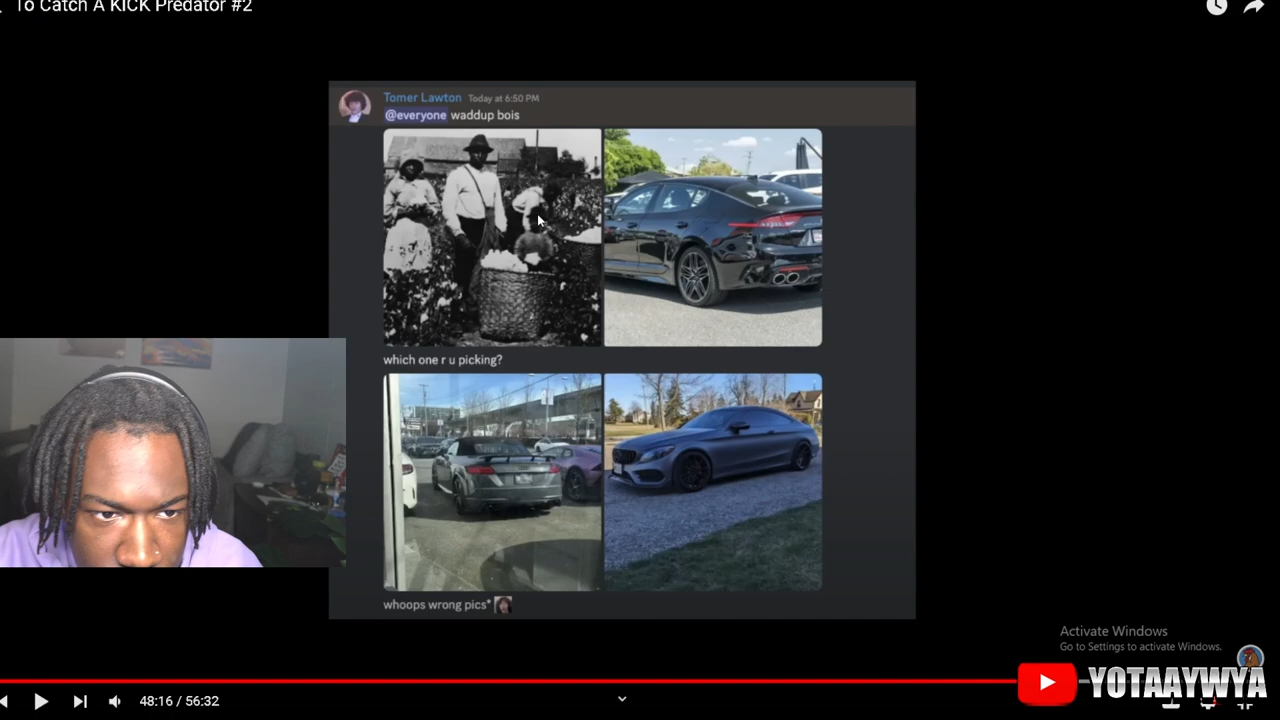 To Catch A KICK Predator #2
Tomer Lawton Today at 6:50 PM
@everyone waddup bois
which one r u picking?
whoops wrong pics*
Activate Windows
Go to Settings to activate Windows.
YOTAAYWYA
48:16 / 56:32